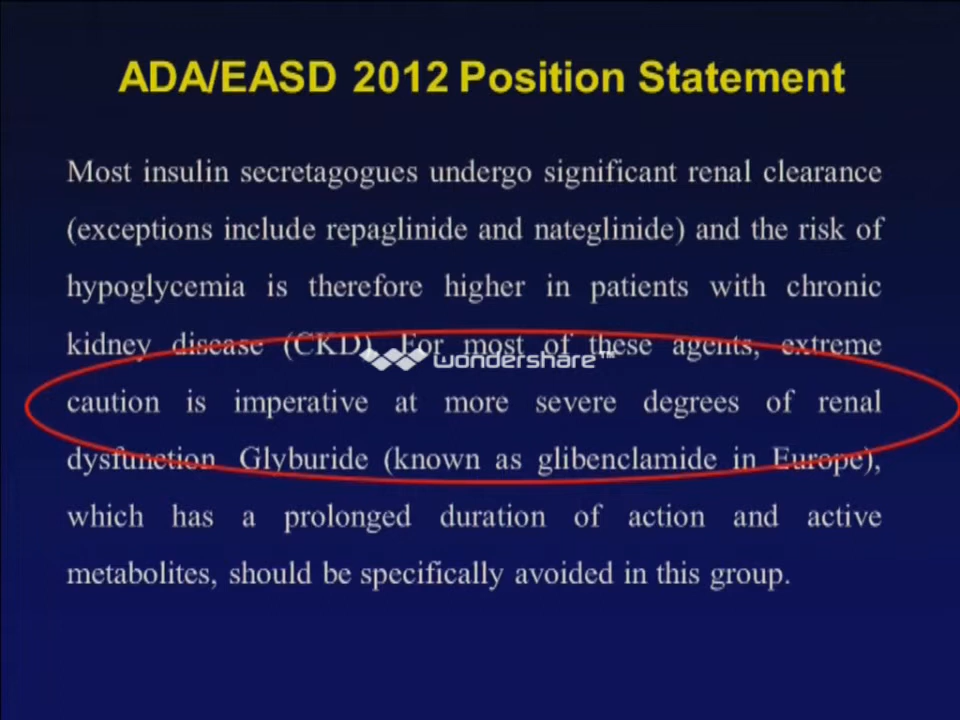 ADA/EASD 2012 Position Statement
Most insulin secretagogues undergo significant renal clearance
(exceptions include repaglinide and nateglinide) and the risk of
hypoglycemia is therefore higher in patients with chronic
kidney disease (CKD). For most of these agents, extreme
wondershare™
caution is imperative at more severe degrees of renal
dysfunction. Glyburide (known as glibenclamide in Europe),
which has a prolonged duration of action and active
metabolites, should be specifically avoided in this group.